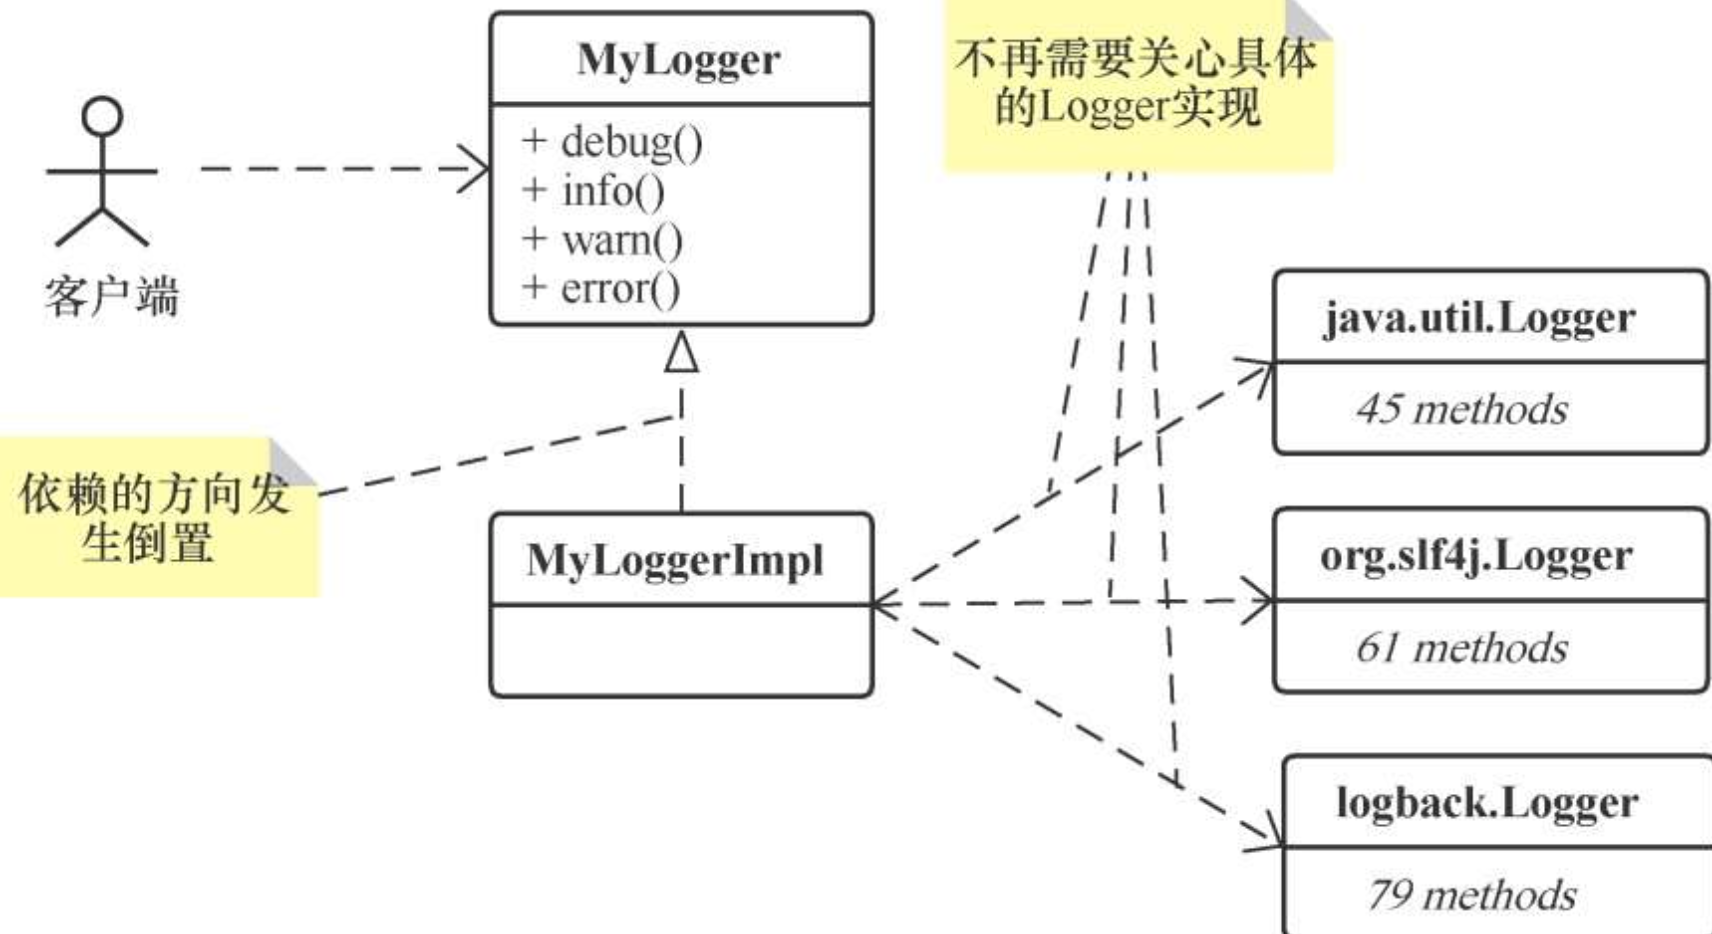 MyLogger
+ debug()
+ info()
+ warn()
+ error()
不再需要关心具体
的Logger实现
客户端
java.util.Logger
45 methods
依赖的方向发
生倒置
MyLoggerImpl
org.slf4j.Logger
61 methods
logback.Logger
79 methods